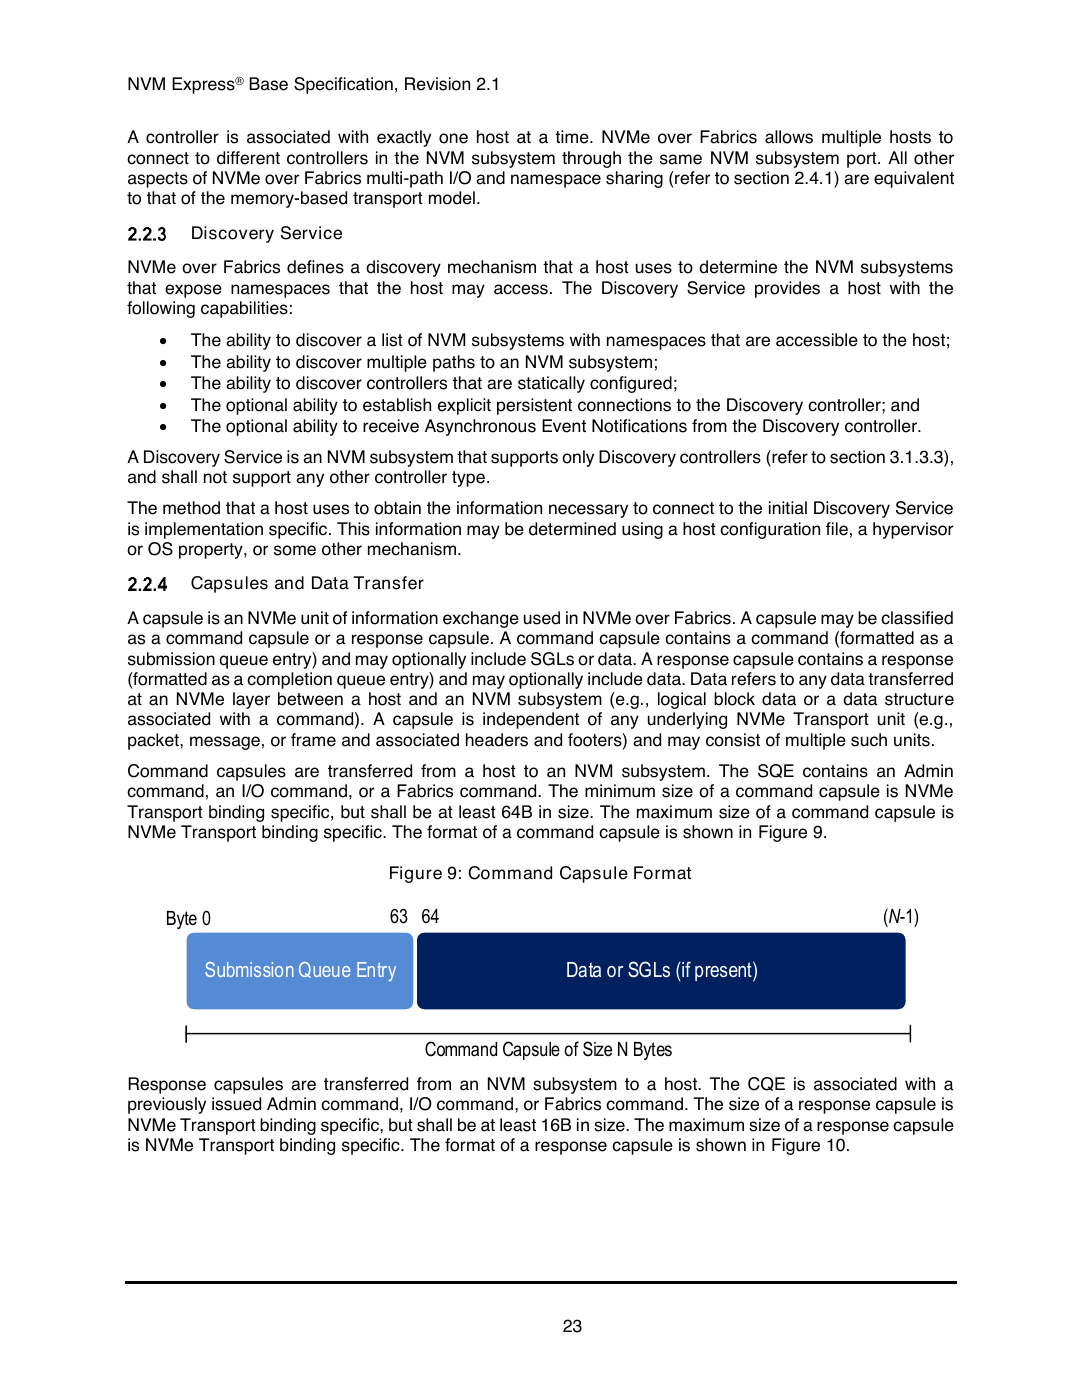 NVM Express® Base Specification, Revision 2.1
A controller is associated with exactly one host at a time. NVMe over Fabrics allows multiple hosts to
connect to different controllers in the NVM subsystem through the same NVM subsystem port. All other
aspects of NVMe over Fabrics multi-path I/O and namespace sharing (refer to section 2.4.1) are equivalent
to that of the memory-based transport model.
2.2.3 Discovery Service
NVMe over Fabrics defines a discovery mechanism that a host uses to determine the NVM subsystems
that expose namespaces that the host may access. The Discovery Service provides a host with the
following capabilities:
• The ability to discover a list of NVM subsystems with namespaces that are accessible to the host;
• The ability to discover multiple paths to an NVM subsystem;
• The ability to discover controllers that are statically configured;
• The optional ability to establish explicit persistent connections to the Discovery controller; and
• The optional ability to receive Asynchronous Event Notifications from the Discovery controller.
A Discovery Service is an NVM subsystem that supports only Discovery controllers (refer to section 3.1.3.3),
and shall not support any other controller type.
The method that a host uses to obtain the information necessary to connect to the initial Discovery Service
is implementation specific. This information may be determined using a host configuration file, a hypervisor
or OS property, or some other mechanism.
2.2.4 Capsules and Data Transfer
A capsule is an NVMe unit of information exchange used in NVMe over Fabrics. A capsule may be classified
as a command capsule or a response capsule. A command capsule contains a command (formatted as a
submission queue entry) and may optionally include SGLs or data. A response capsule contains a response
(formatted as a completion queue entry) and may optionally include data. Data refers to any data transferred
at an NVMe layer between a host and an NVM subsystem (e.g., logical block data or a data structure
associated with a command). A capsule is independent of any underlying NVMe Transport unit (e.g.,
packet, message, or frame and associated headers and footers) and may consist of multiple such units.
Command capsules are transferred from a host to an NVM subsystem. The SQE contains an Admin
command, an I/O command, or a Fabrics command. The minimum size of a command capsule is NVMe
Transport binding specific, but shall be at least 64B in size. The maximum size of a command capsule is
NVMe Transport binding specific. The format of a command capsule is shown in Figure 9.
Figure 9: Command Capsule Format
Byte 0 63 64 (N-1)
Submission Queue Entry Data or SGLs (if present)
Command Capsule of Size N Bytes
Response capsules are transferred from an NVM subsystem to a host. The CQE is associated with a
previously issued Admin command, I/O command, or Fabrics command. The size of a response capsule is
NVMe Transport binding specific, but shall be at least 16B in size. The maximum size of a response capsule
is NVMe Transport binding specific. The format of a response capsule is shown in Figure 10.
23